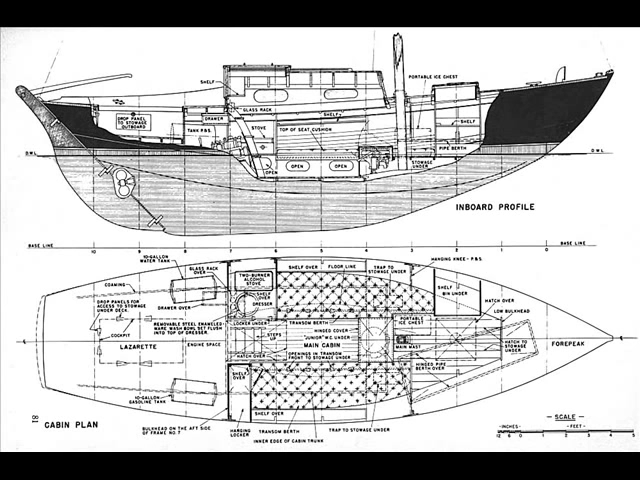 SHELF
PORTABLE ICE CHEST
GLASS RACK
DROP PANEL
TO STOWAGE
OUTBOARD
DRAWER
SHELF
SHELF
TANK P.&S.
STOVE
TOP OF SEAT CUSHION
D.W.L.
D.W.L.
PIPE BERTH
OPEN
OPEN
OPEN
STOWAGE
UNDER
INBOARD PROFILE
BASE LINE
BASE LINE
10
9
8
7
6
5
4
3
2
1
0
10-GALLON
WATER TANK
GLASS RACK
OVER
HANGING KNEE - P.&S.
SHELF OVER
FLOOR LINE
TRAP TO
STOWAGE UNDER
COAMING
TWO-BURNER
ALCOHOL
STOVE
SHELF
BIN UNDER
HATCH OVER
DROP PANELS FOR
ACCESS TO STOWAGE
UNDER DECK.
SHELF
OVER
DRESSER
LOW BULKHEAD
DRAWER OVER
REMOVABLE STEEL ENAMELED-
WARE WASH BOWL SET FLUSH
INTO TOP OF DRESSER.
LOCKER UNDER
TRANSOM BERTH
PORTABLE
ICE CHEST
COCKPIT
HINGED COVER
"JUNIOR" W.C. UNDER
STEPS
UP
LAZARETTE
ENGINE SPACE
MAIN CABIN
MAIN MAST
HATCH TO
STOWAGE
UNDER
FOREPEAK
HATCH OVER
OPENINGS IN TRANSOM
FRONT TO STOWAGE UNDER
HINGED PIPE
BERTH OVER
SHELF
OVER
10-GALLON
GASOLINE TANK
SHELF OVER
81
CABIN PLAN
BULKHEAD ON THE AFT SIDE
OF FRAME NO. 7
HANGING
LOCKER
TRANSOM BERTH
TRAP TO STOWAGE UNDER
INNER EDGE OF CABIN TRUNK
- SCALE -
-INCHES-
- FEET -
12 6 0 1 2 3 4 5